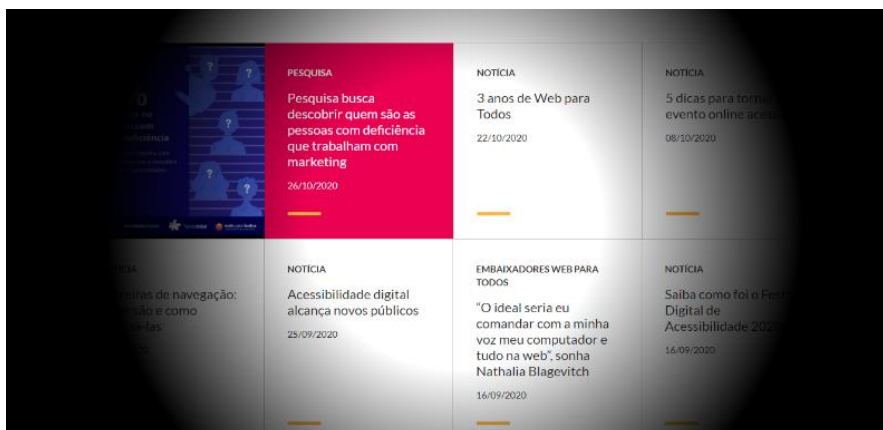 PESQUISA
Pesquisa busca
descobrir quem são as
pessoas com deficiência
que trabalham com
marketing
26/10/2020
NOTÍCIA
3 anos de Web para
Todos
22/10/2020
NOTÍCIA
5 dicas para
evento online
08/10/2020
de navegação:
são e como
NOTÍCIA
Acessibilidade digital
alcança novos públicos
25/09/2020
EMBAIXADORES WEB PARA
TODOS
“O ideal seria eu
comandar com a minha
voz meu computador e
tudo na web”, sonha
Nathalia Blagevitch
16/09/2020
NOTÍCIA
Saiba como foi o
Digital de
Acessibilidade
16/09/2020